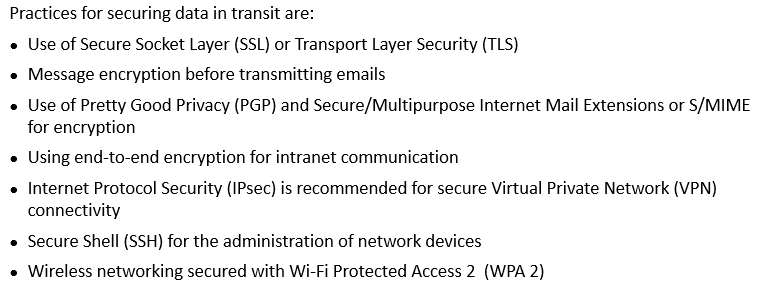 Practices for securing data in transit are:
• Use of Secure Socket Layer (SSL) or Transport Layer Security (TLS)
• Message encryption before transmitting emails
• Use of Pretty Good Privacy (PGP) and Secure/Multipurpose Internet Mail Extensions or S/MIME
for encryption
• Using end-to-end encryption for intranet communication
• Internet Protocol Security (IPsec) is recommended for secure Virtual Private Network (VPN)
connectivity
• Secure Shell (SSH) for the administration of network devices
• Wireless networking secured with Wi-Fi Protected Access 2 (WPA 2)